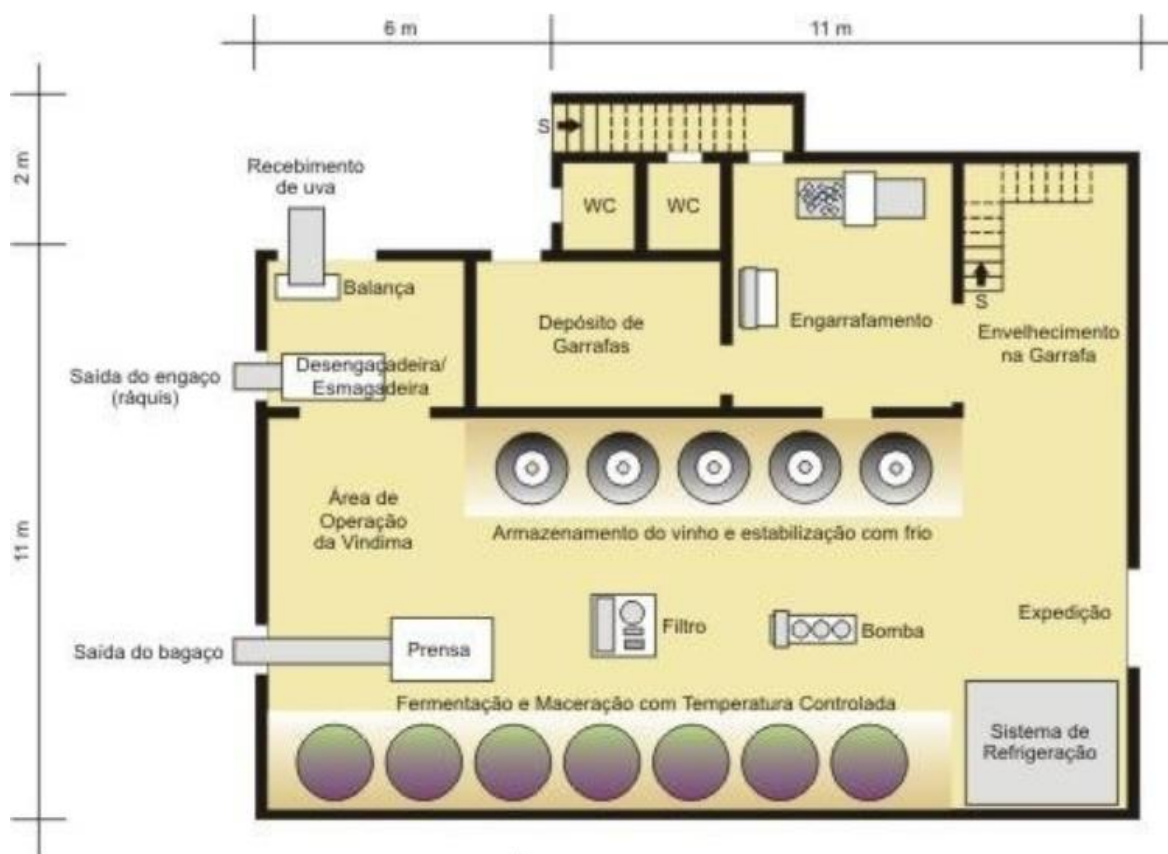 6 m
11 m
2 m
11 m
S
Recebimento
de uva
WC
WC
Balança
Depósito de
Garrafas
Engarrafamento
S
Envelhecimento
na Garrafa
Saída do engaço
(ráquis)
Desengaçadeira/
Esmagadeira
Área de
Operação
da Vindima
Armazenamento do vinho e estabilização com frio
Filtro
Bomba
Expedição
Saída do bagaço
Prensa
Fermentação e Maceração com Temperatura Controlada
Sistema de
Refrigeração